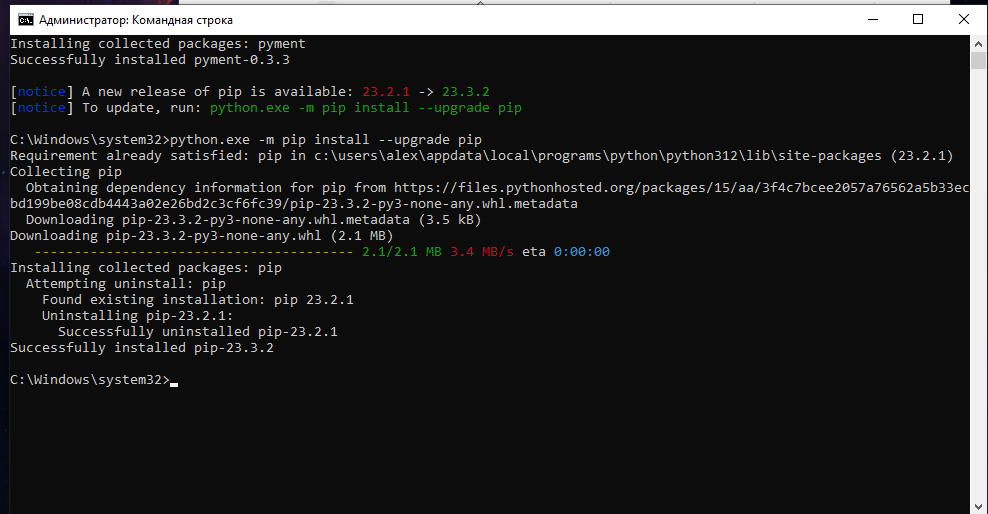 Администратор: Командная строка
Installing collected packages: pyment
Successfully installed pyment-0.3.3
[notice] A new release of pip is available: 23.2.1 -> 23.3.2
[notice] To update, run: python.exe -m pip install --upgrade pip
C:\Windows\system32>python.exe -m pip install --upgrade pip
Requirement already satisfied: pip in c:\users\alex\appdata\local\programs\python\python312\lib\site-packages (23.2.1)
Collecting pip
  Obtaining dependency information for pip from https://files.pythonhosted.org/packages/15/aa/3f4c7bcee2057a76562a5b33ec
bd199be08cdb4443a02e26bd2c3cf6fc39/pip-23.3.2-py3-none-any.whl.metadata
  Downloading pip-23.3.2-py3-none-any.whl.metadata (3.5 kB)
Downloading pip-23.3.2-py3-none-any.whl (2.1 MB)
   ---------------------------------------- 2.1/2.1 MB 3.4 MB/s eta 0:00:00
Installing collected packages: pip
  Attempting uninstall: pip
    Found existing installation: pip 23.2.1
    Uninstalling pip-23.2.1:
      Successfully uninstalled pip-23.2.1
Successfully installed pip-23.3.2
C:\Windows\system32>